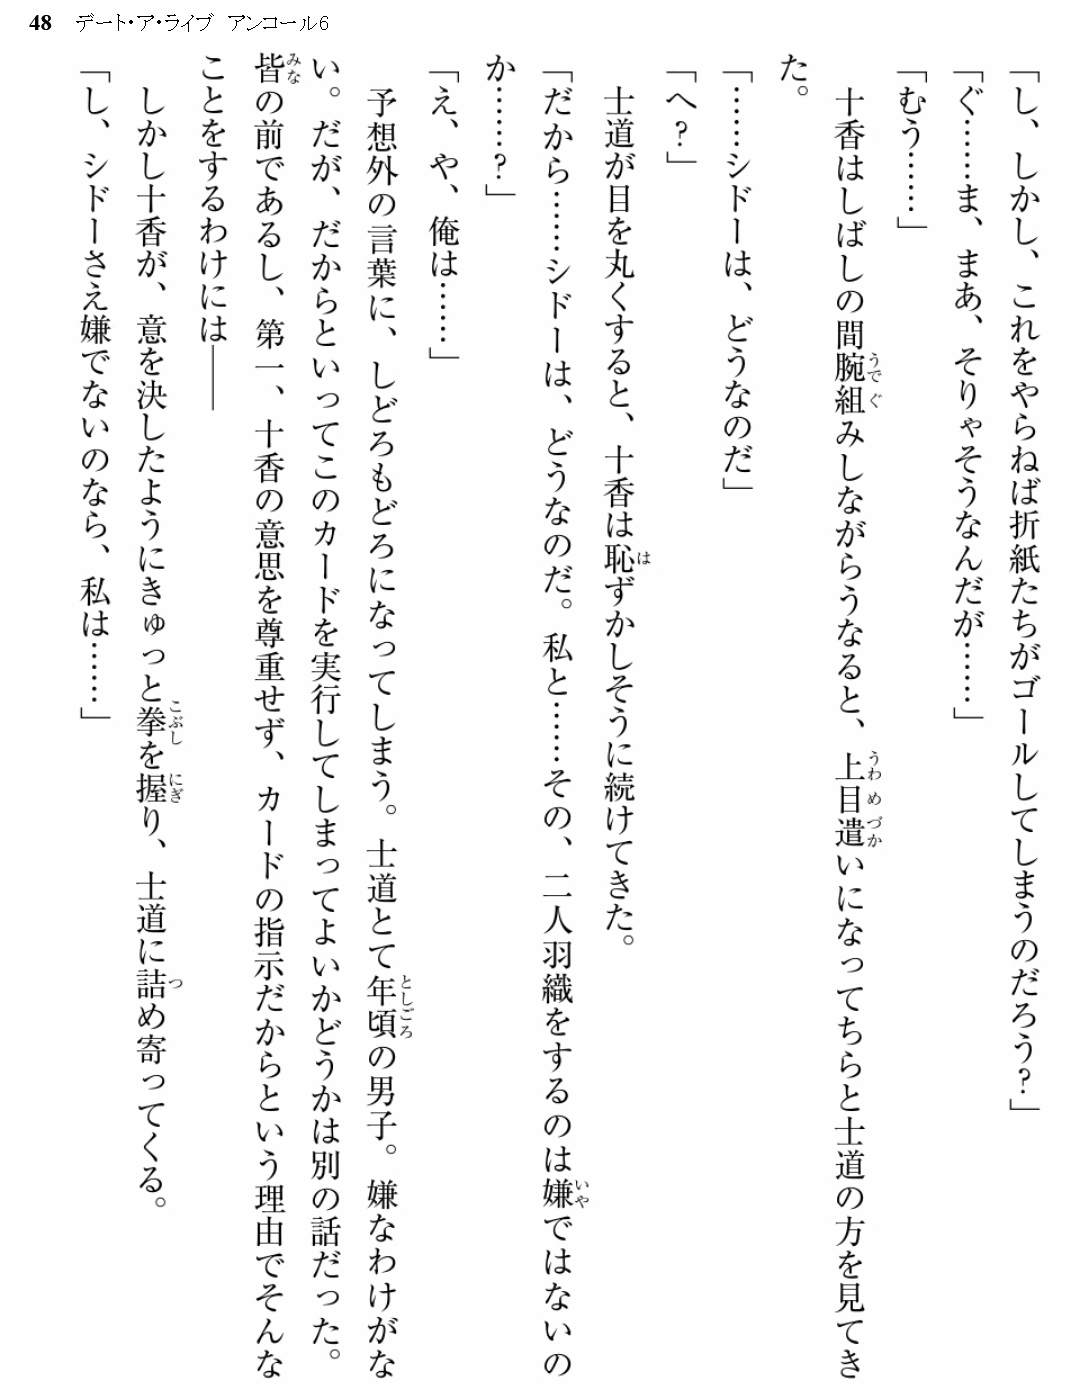 48 デート・ア・ライブ アンコール6
「し、しかし、これをやらねば折紙たちがゴールしてしまうのだろう?」
「ぐ……ま、まあ、そりゃそうなんだが……」
「むう……」
十香はしばしの間腕組みしながらうなると、上目遣いになってちらと士道の方を見てき
た。
「……シドーは、どうなのだ」
「へ?」
士道が目を丸くすると、十香は恥ずかしそうに続けてきた。
「だから……シドーは、どうなのだ。私と……その、二人羽織をするのは嫌ではないの
か……?」
「え、や、俺は……」
予想外の言葉に、しどろもどろになってしまう。士道とて年頃の男子。嫌なわけがな
い。だが、だからといってこのカードを実行してしまってよいかどうかは別の話だった。
皆の前であるし、第一、十香の意思を尊重せず、カードの指示だからという理由でそんな
ことをするわけには――
しかし十香が、意を決したようにきゅっと拳を握り、士道に詰め寄ってくる。
「し、シドーさえ嫌でないのなら、私は……」